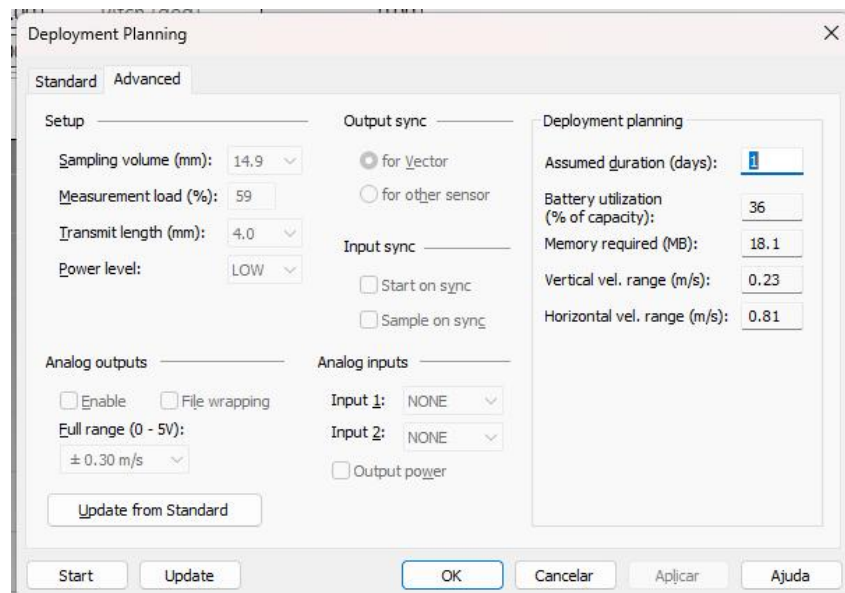 Pitch (deg)
Deployment Planning
Standard
Advanced
Setup
Sampling volume (mm): 14.9
Measurement load (%): 59
Transmit length (mm): 4.0
Power level: LOW
Output sync
for Vector
for other sensor
Input sync
Start on sync
Sample on sync
Deployment planning
Assumed duration (days): 1
Battery utilization
(% of capacity): 36
Memory required (MB): 18.1
Vertical vel. range (m/s): 0.23
Horizontal vel. range (m/s): 0.81
Analog outputs
Enable File wrapping
Full range (0 - 5V):
± 0.30 m/s
Update from Standard
Analog inputs
Input 1: NONE
Input 2: NONE
Output power
Start Update OK Cancelar Aplicar Ajuda